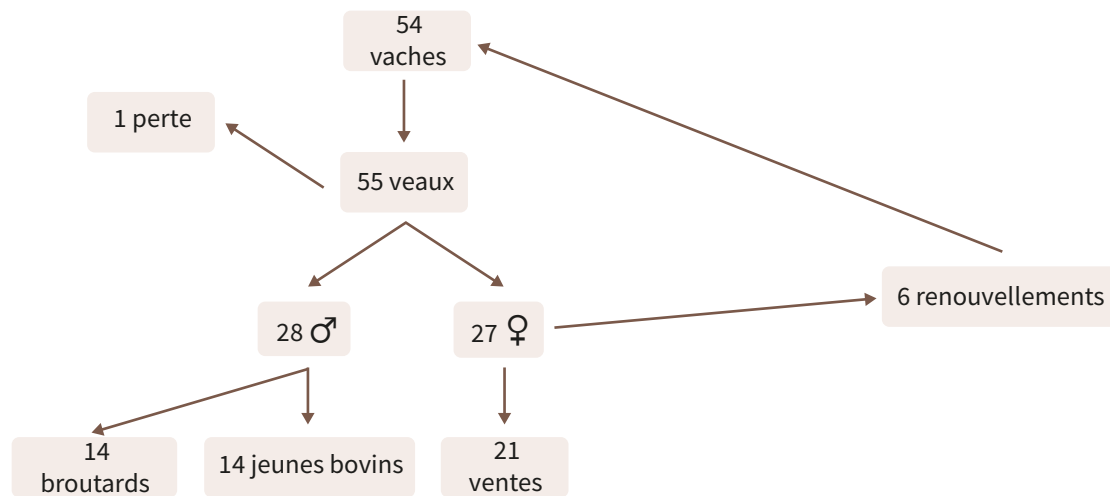 54
vaches
1 perte
55 veaux
6 renouvellements
28 ♂
27 ♀
14
broutards
14 jeunes bovins
21
ventes